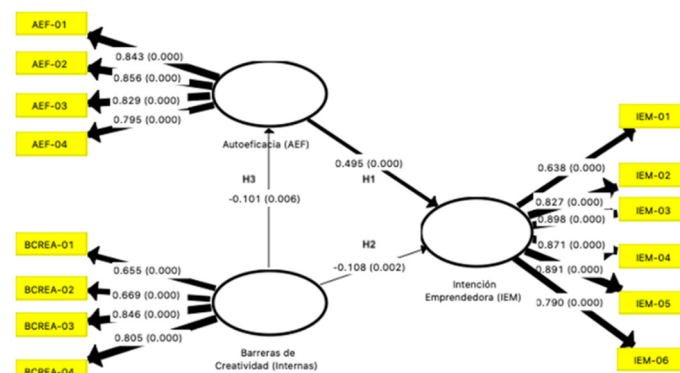 AEF-01
AEF-02
AEF-03
AEF-04
0.843 (0.000)
0.856 (0.000)
0.829 (0.000)
0.795 (0.000)
Autoeficacia (AEF)
H3
-0.101 (0.006)
0.495 (0.000)
H1
H2
-0.108 (0.002)
BCREA-01
BCREA-02
BCREA-03
BCREA-04
0.655 (0.000)
0.669 (0.000)
0.846 (0.000)
0.805 (0.000)
Barreras de
Creatividad (Internas)
Intención
Emprendedora (IEM)
0.638 (0.000)
0.827 (0.000)
0.898 (0.000)
0.871 (0.000)
0.891 (0.000)
0.790 (0.000)
IEM-01
IEM-02
IEM-03
IEM-04
IEM-05
IEM-06